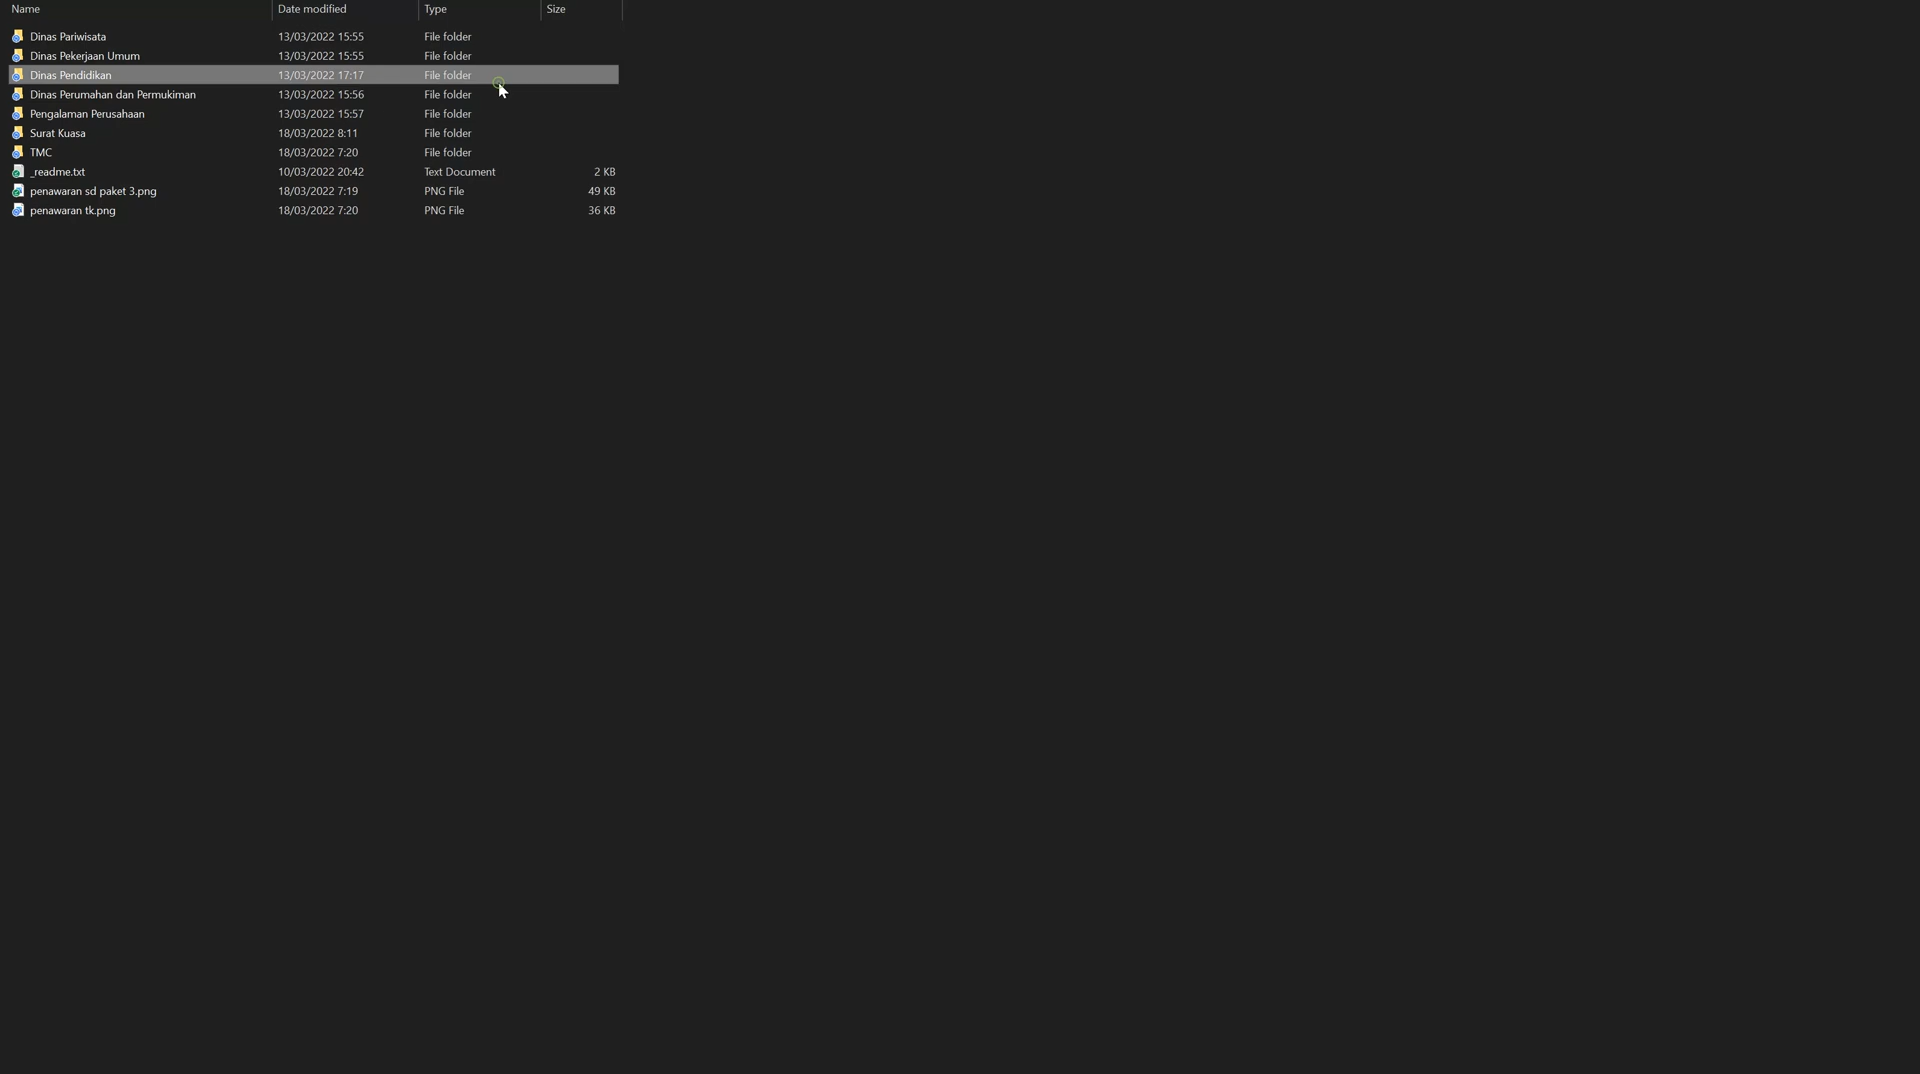 Name Date modified Type Size
Dinas Pariwisata 13/03/2022 15:55 File folder
Dinas Pekerjaan Umum 13/03/2022 15:55 File folder
Dinas Pendidikan 13/03/2022 17:17 File folder
Dinas Perumahan dan Permukiman 13/03/2022 15:56 File folder
Pengalaman Perusahaan 13/03/2022 15:57 File folder
Surat Kuasa 18/03/2022 8:11 File folder
TMC 18/03/2022 7:20 File folder
_readme.txt 10/03/2022 20:42 Text Document 2 KB
penawaran sd paket 3.png 18/03/2022 7:19 PNG File 49 KB
penawaran tk.png 18/03/2022 7:20 PNG File 36 KB